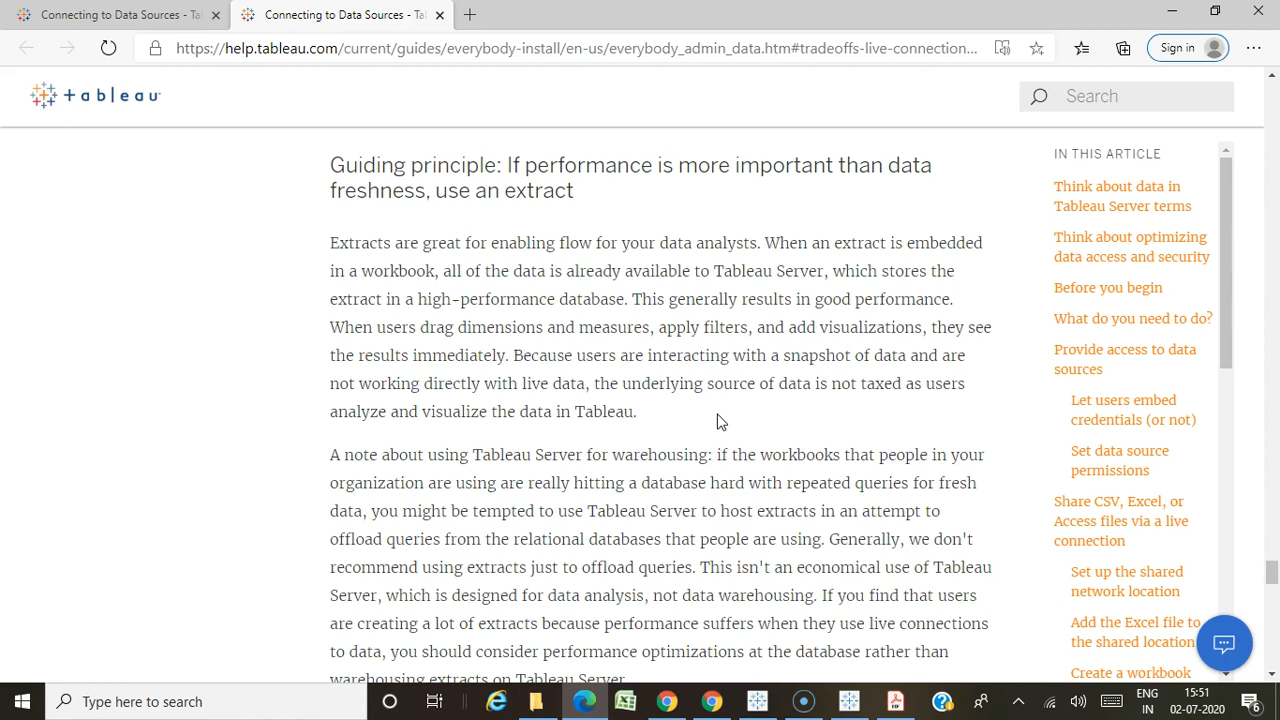 Connecting to Data Sources - Ta
Connecting to Data Sources - Tab
https://help.tableau.com/current/guides/everybody-install/en-us/everybody_admin_data.htm#tradeoffs-live-connection...
Sign in
+ a b l e a u
Search
Guiding principle: If performance is more important than data
freshness, use an extract
Extracts are great for enabling flow for your data analysts. When an extract is embedded
in a workbook, all of the data is already available to Tableau Server, which stores the
extract in a high-performance database. This generally results in good performance.
When users drag dimensions and measures, apply filters, and add visualizations, they see
the results immediately. Because users are interacting with a snapshot of data and are
not working directly with live data, the underlying source of data is not taxed as users
analyze and visualize the data in Tableau.
A note about using Tableau Server for warehousing: if the workbooks that people in your
organization are using are really hitting a database hard with repeated queries for fresh
data, you might be tempted to use Tableau Server to host extracts in an attempt to
offload queries from the relational databases that people are using. Generally, we don't
recommend using extracts just to offload queries. This isn't an economical use of Tableau
Server, which is designed for data analysis, not data warehousing. If you find that users
are creating a lot of extracts because performance suffers when they use live connections
to data, you should consider performance optimizations at the database rather than
warehousing extracts on Tableau Server.
IN THIS ARTICLE
Think about data in
Tableau Server terms
Think about optimizing
data access and security
Before you begin
What do you need to do?
Provide access to data
sources
Let users embed
credentials (or not)
Set data source
permissions
Share CSV, Excel, or
Access files via a live
connection
Set up the shared
network location
Add the Excel file to
the shared location
Create a workbook
Type here to search
ENG
IN
15:51
02-07-2020
6